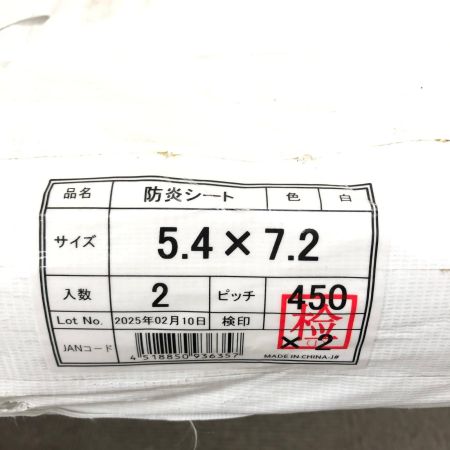 品名 防炎シート 色 白
サイズ 5.4×7.2
入数 2 ピッチ 450
Lot No. 2025年02月10日 検印 検
×2
JANコード 4518850936357 MADE IN CHINA-J#